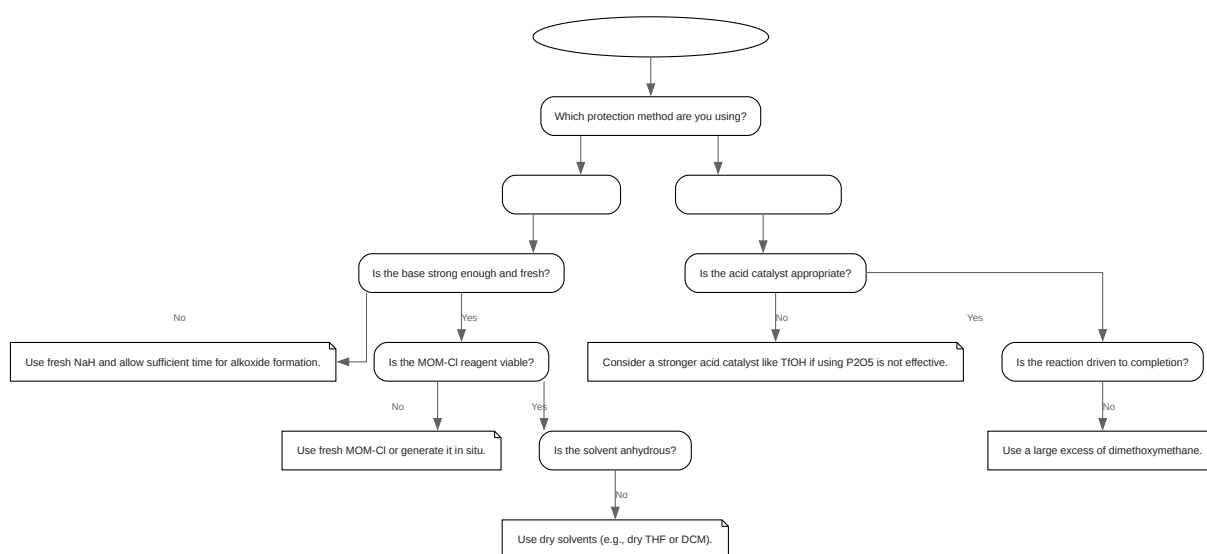 Which protection method are you using?
Is the base strong enough and fresh?
Is the acid catalyst appropriate?
No
Yes
No
Yes
Use fresh NaH and allow sufficient time for alkoxide formation.
Is the MOM-Cl reagent viable?
Consider a stronger acid catalyst like TfOH if using P2O5 is not effective.
Is the reaction driven to completion?
No
Yes
No
Use fresh MOM-Cl or generate it in situ.
Is the solvent anhydrous?
Use a large excess of dimethoxymethane.
No
Use dry solvents (e.g., dry THF or DCM).